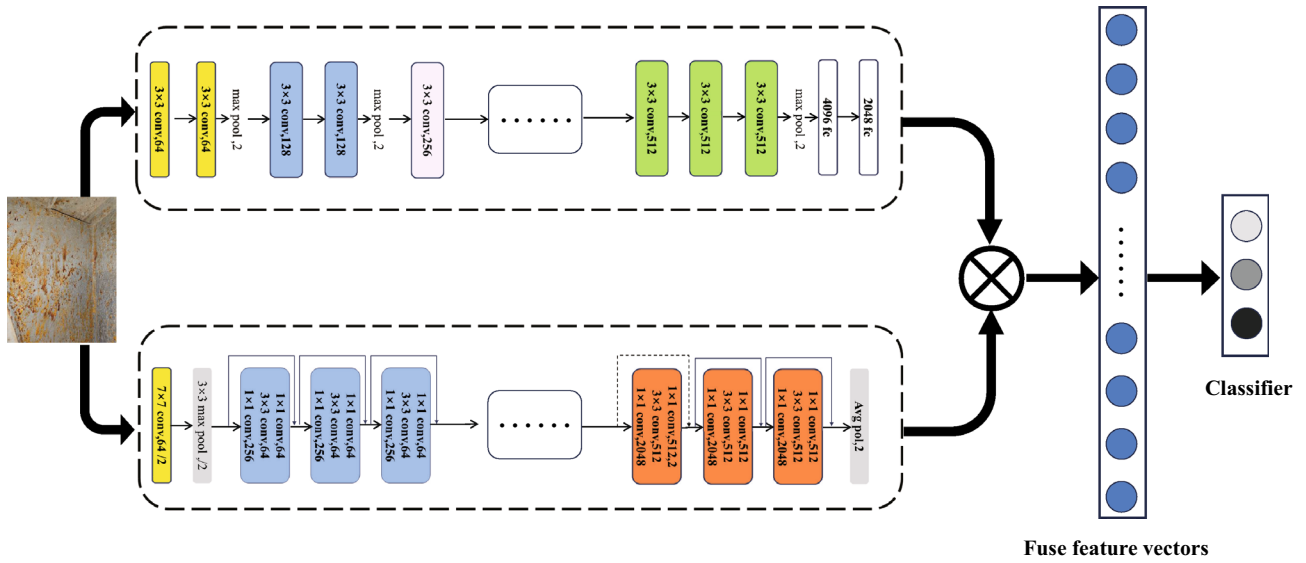 3×3 conv,64
3×3 conv,64
max pool ,2
3×3 conv,128
3×3 conv,128
max pool ,2
3×3 conv,256
3×3 conv,512
3×3 conv,512
3×3 conv,512
max pool ,2
4096 fc
2048 fc
7×7 conv,64 /2
3×3 max pool ,/2
1×1 conv,64
3×3 conv,64
1×1 conv,256
1×1 conv,64
3×3 conv,64
1×1 conv,256
1×1 conv,64
3×3 conv,64
1×1 conv,256
1×1 conv,512,2
3×3 conv,512
1×1 conv,2048
1×1 conv,512
3×3 conv,512
1×1 conv,2048
1×1 conv,512
3×3 conv,512
1×1 conv,2048
Avg pol,2
Fuse feature vectors
Classifier